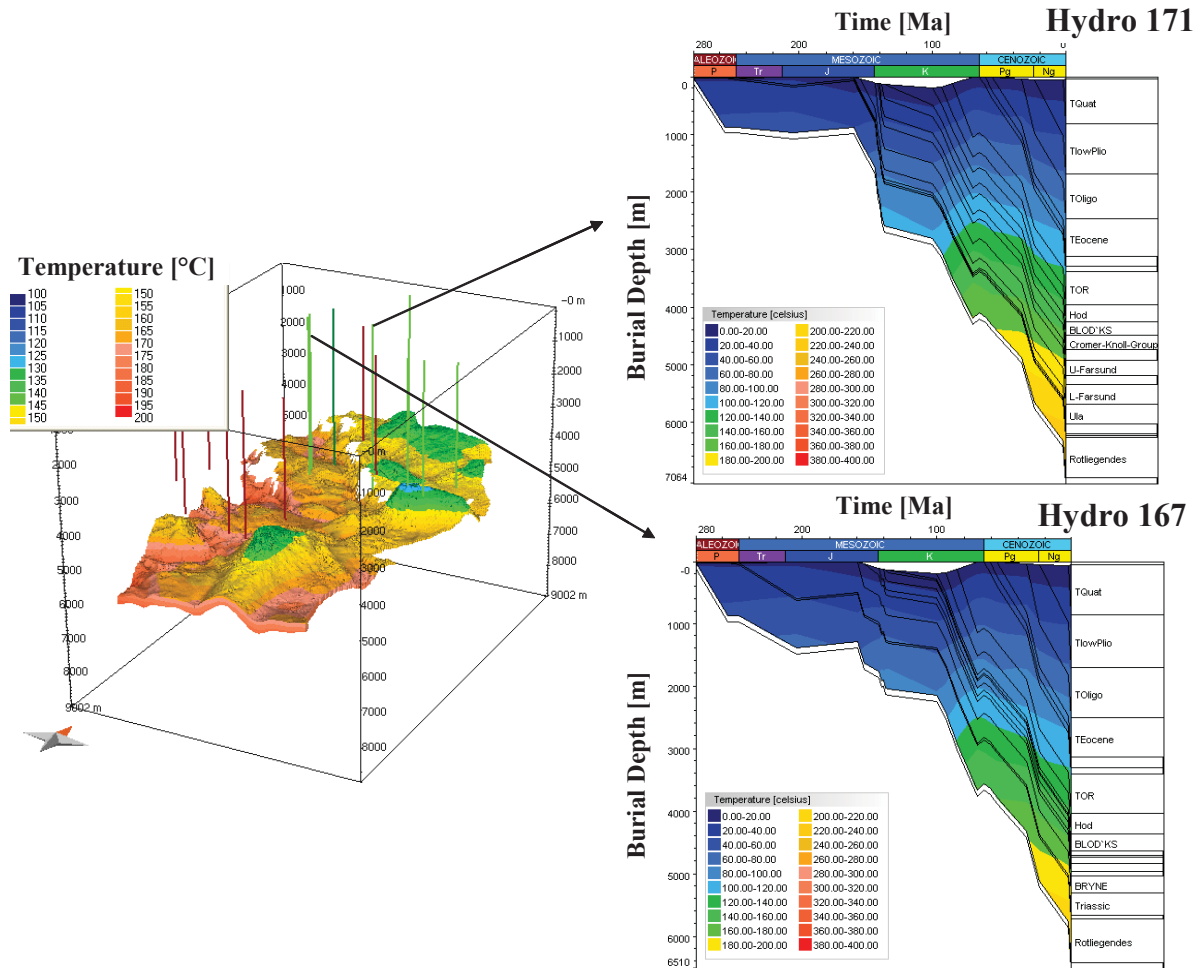 Temperature [°C]
100 150
105 155
110 160
115 165
120 170
125 175
130 180
135 185
140 190
145 195
150 200
1000
2000
3000
4000
5000
-0 m
1000
2000
3000
4000
5000
6000
7000
8000
9002 m
2000
3000
4000
5000
6000
7000
8000
9002 m
-0 m
1000
2000
3000
4000
5000
6000
7000
8000
Time [Ma] Hydro 171
280 200 100 0
ALEOZOI MESOZOIC CENOZOIC
P Tr J K Pg Ng
Burial Depth [m]
0
1000
2000
3000
4000
5000
6000
7064
TQuat
TlowPlio
TOligo
TEocene
TOR
Hod
BLOD`KS
Cromer-Knoll-Group
U-Farsund
L-Farsund
Ula
Rotliegendes
Temperature [celsius]
0.00-20.00 200.00-220.00
20.00-40.00 220.00-240.00
40.00-60.00 240.00-260.00
60.00-80.00 260.00-280.00
80.00-100.00 280.00-300.00
100.00-120.00 300.00-320.00
120.00-140.00 320.00-340.00
140.00-160.00 340.00-360.00
160.00-180.00 360.00-380.00
180.00-200.00 380.00-400.00
Time [Ma] Hydro 167
280 200 100
ALEOZOI MESOZOIC CENOZOIC
P Tr J K Pg Ng
Burial Depth [m]
-0
1000
2000
3000
4000
5000
6000
6510
TQuat
TlowPlio
TOligo
TEocene
TOR
Hod
BLOD`KS
BRYNE
Triassic
Rotliegendes
Temperature [celsius]
0.00-20.00 200.00-220.00
20.00-40.00 220.00-240.00
40.00-60.00 240.00-260.00
60.00-80.00 260.00-280.00
80.00-100.00 280.00-300.00
100.00-120.00 300.00-320.00
120.00-140.00 320.00-340.00
140.00-160.00 340.00-360.00
160.00-180.00 360.00-380.00
180.00-200.00 380.00-400.00